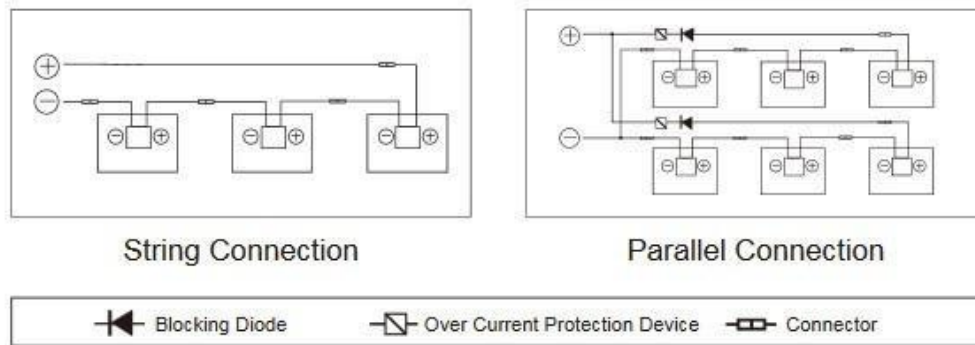 String Connection
Parallel Connection
Blocking Diode
Over Current Protection Device
Connector